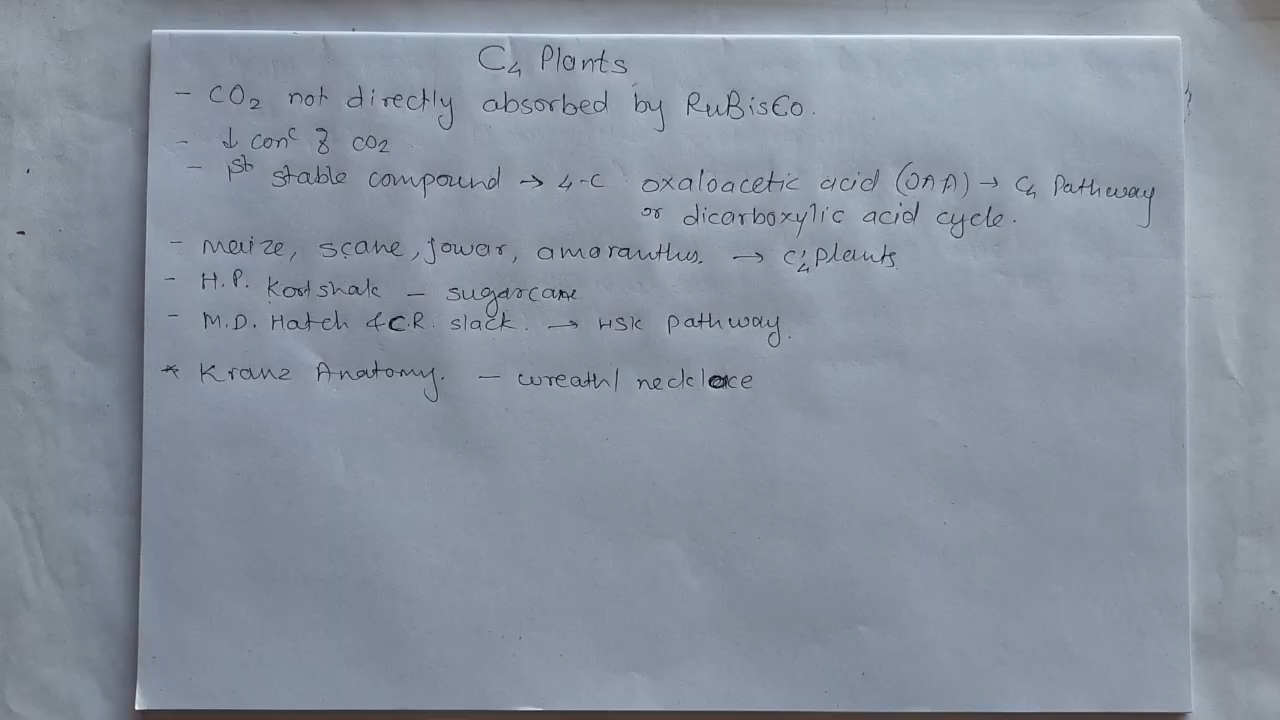 C4 Plants
- CO2 not directly absorbed by RuBisCo.
- ↓ conc of CO2
- 1st stable compound → 4-C oxaloacetic acid (OAA) → C4 Pathway
or dicarboxylic acid cycle.
- Maize, scane, jowar, amaranthus. → C4 plants
- H.P. Kortshak - sugarcane
- M.D. Hatch & C.R. slack. → HSK pathway.
* Kranz Anatomy. - wreath/ necklace